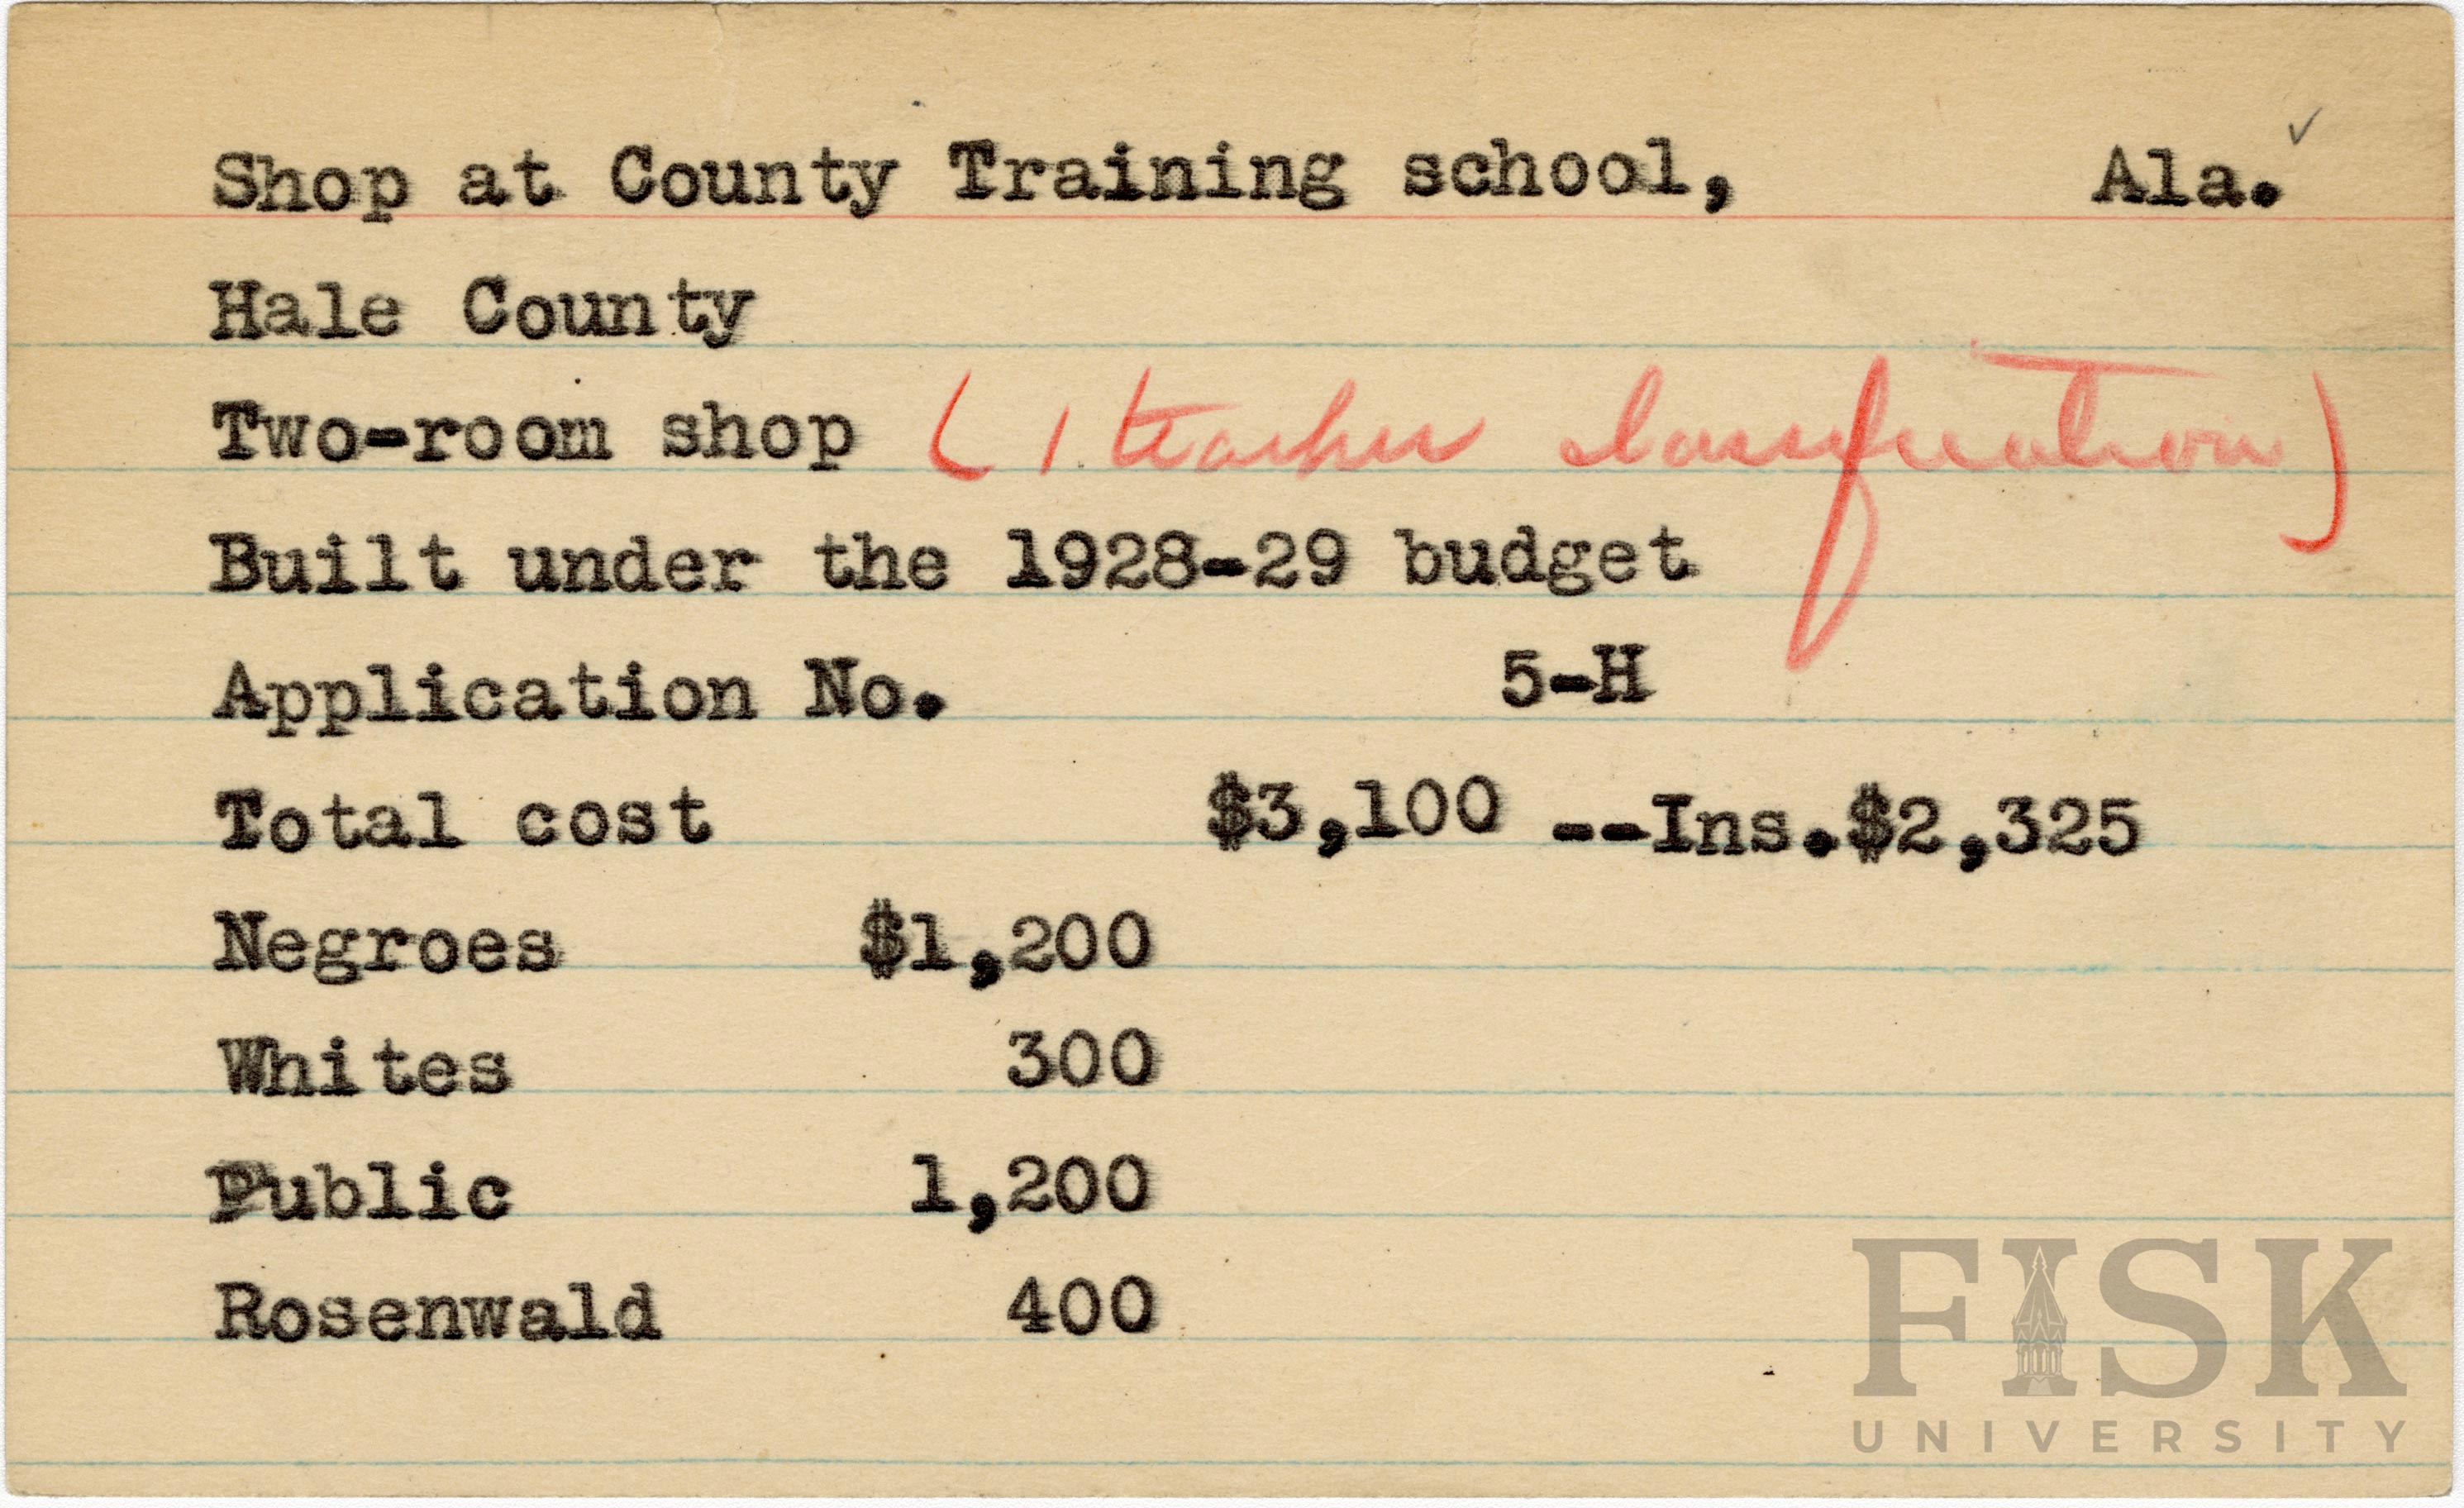 Shop at County Training school, Ala. ✓
Hale County
Two-room shop (1 teacher classification)
Built under the 1928-29 budget
Application No. 5-H
Total cost $3,100 --Ins.$2,325
Negroes $1,200
Whites 300
Public 1,200
Rosenwald 400
FISK
UNIVERSITY